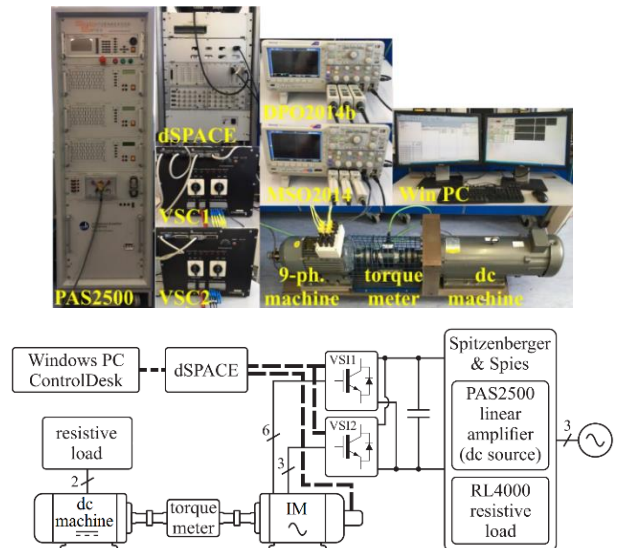 dSPACE
DPO2014b
MSO2014
Win PC
VSC1
VSC2
PAS2500
9-ph.
machine
torque
meter
dc
machine
Windows PC
ControlDesk
dSPACE
VSI1
VSI2
Spitzenberger
& Spies
PAS2500
linear
amplifier
(dc source)
RL4000
resistive
load
3
6
3
resistive
load
2
dc
machine
torque
meter
IM